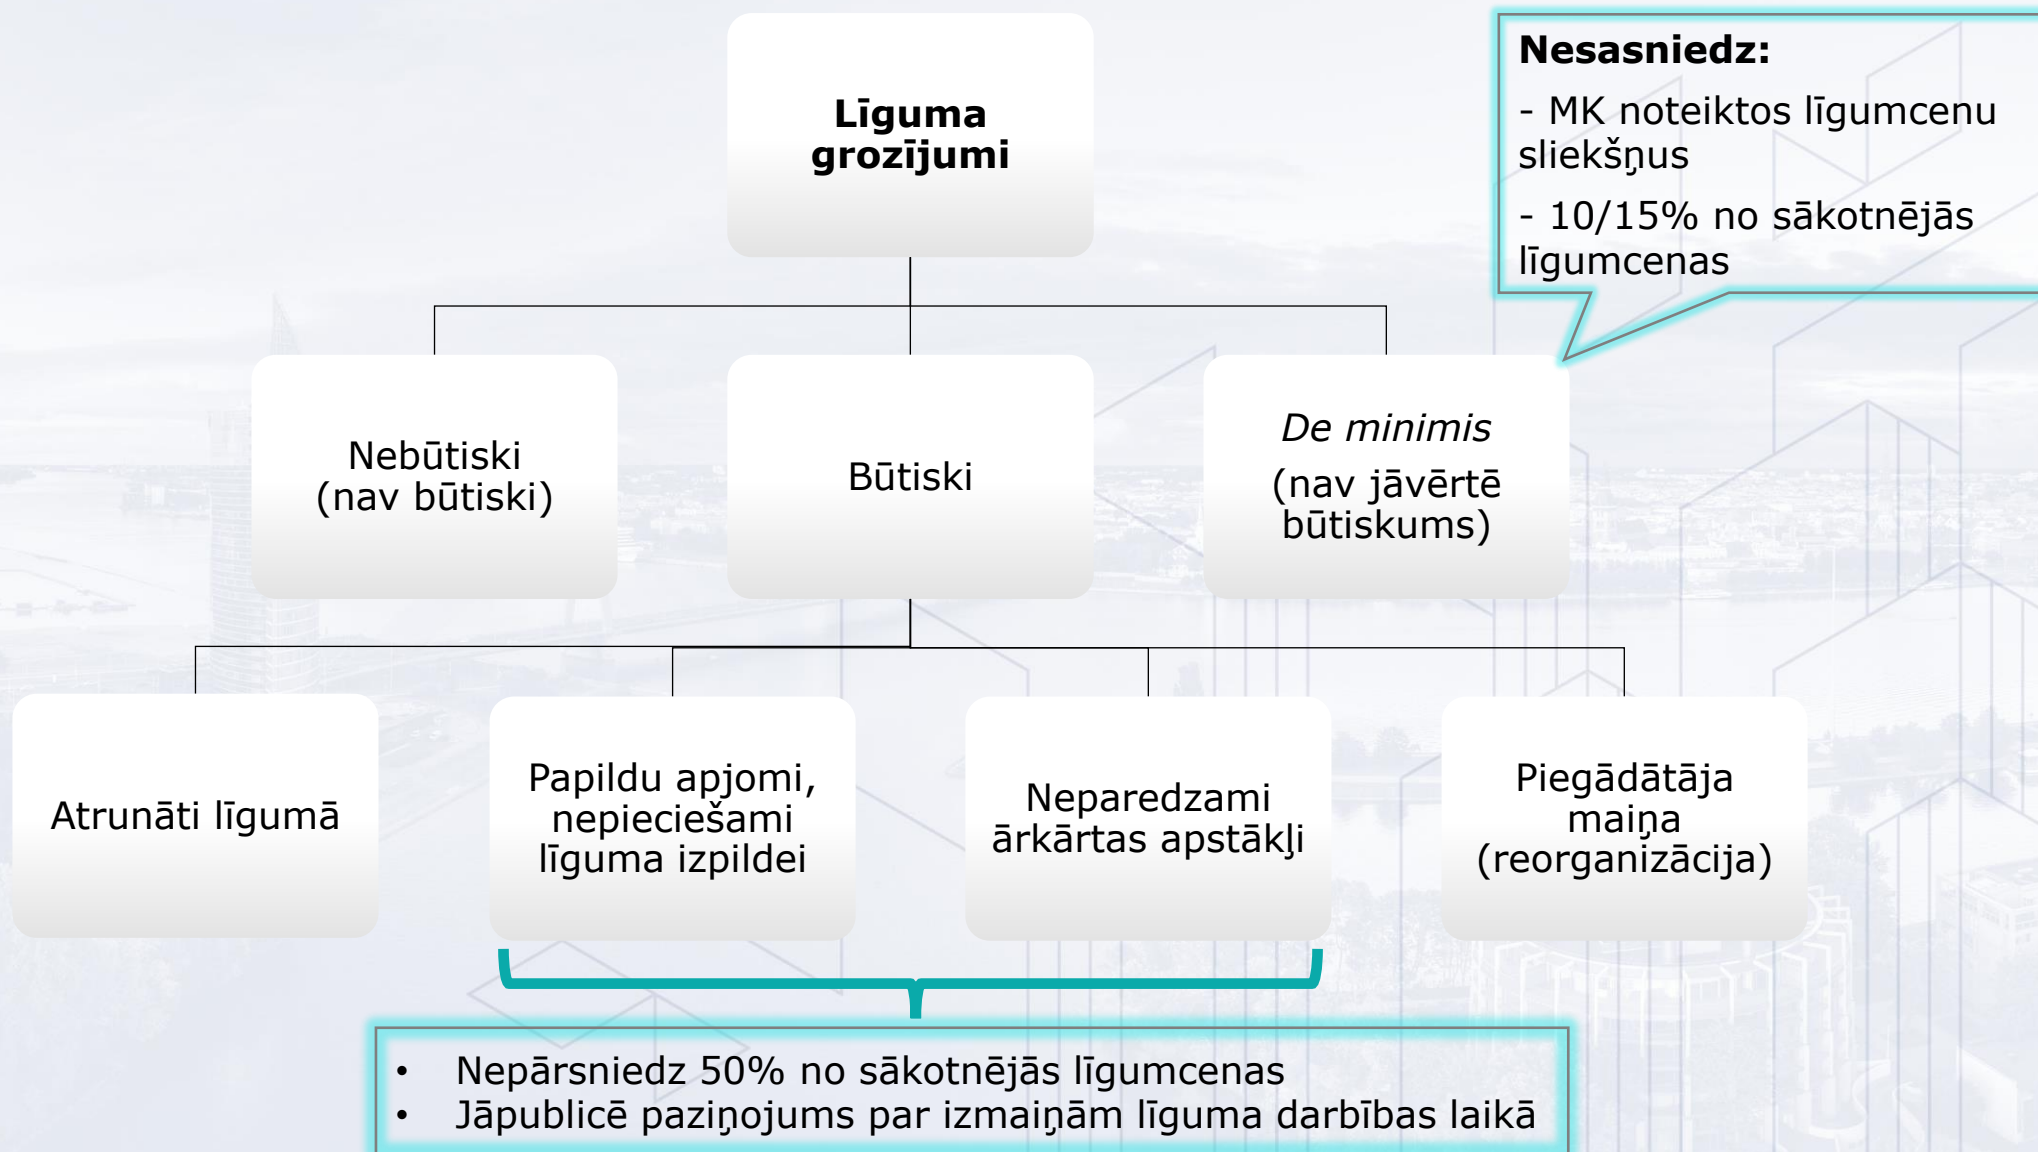 Līguma
grozījumi
Nesasniedz:
- MK noteiktos līgumcenu
sliekšņus
- 10/15% no sākotnējās
līgumcenas
Nebūtiski
(nav būtiski)
Būtiski
De minimis
(nav jāvērtē
būtiskums)
Atrunāti līgumā
Papildu apjomi,
nepieciešami
līguma izpildei
Neparedzami
ārkārtas apstākļi
Piegādātāja
maiņa
(reorganizācija)
• Nepārsniedz 50% no sākotnējās līgumcenas
• Jāpublicē paziņojums par izmaiņām līguma darbības laikā